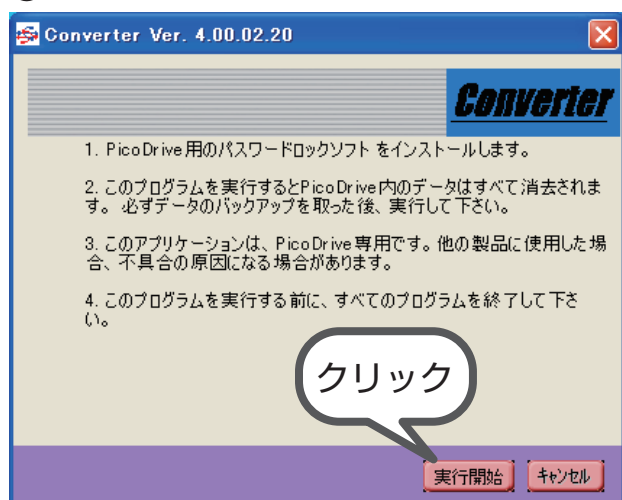 Converter Ver. 4.00.02.20
Converter
1. PicoDrive用のパスワードロックソフト をインストールします。
2. このプログラムを実行するとPicoDrive内のデータはすべて消去されま
す。 必ずデータのバックアップを取った後、実行して下さい。
3. このアプリケーションは、PicoDrive専用です。他の製品に使用した場
合、不具合の原因になる場合があります。
4. このプログラムを実行する前に、すべてのプログラムを終了して下さ
い。
クリック
実行開始 キャンセル